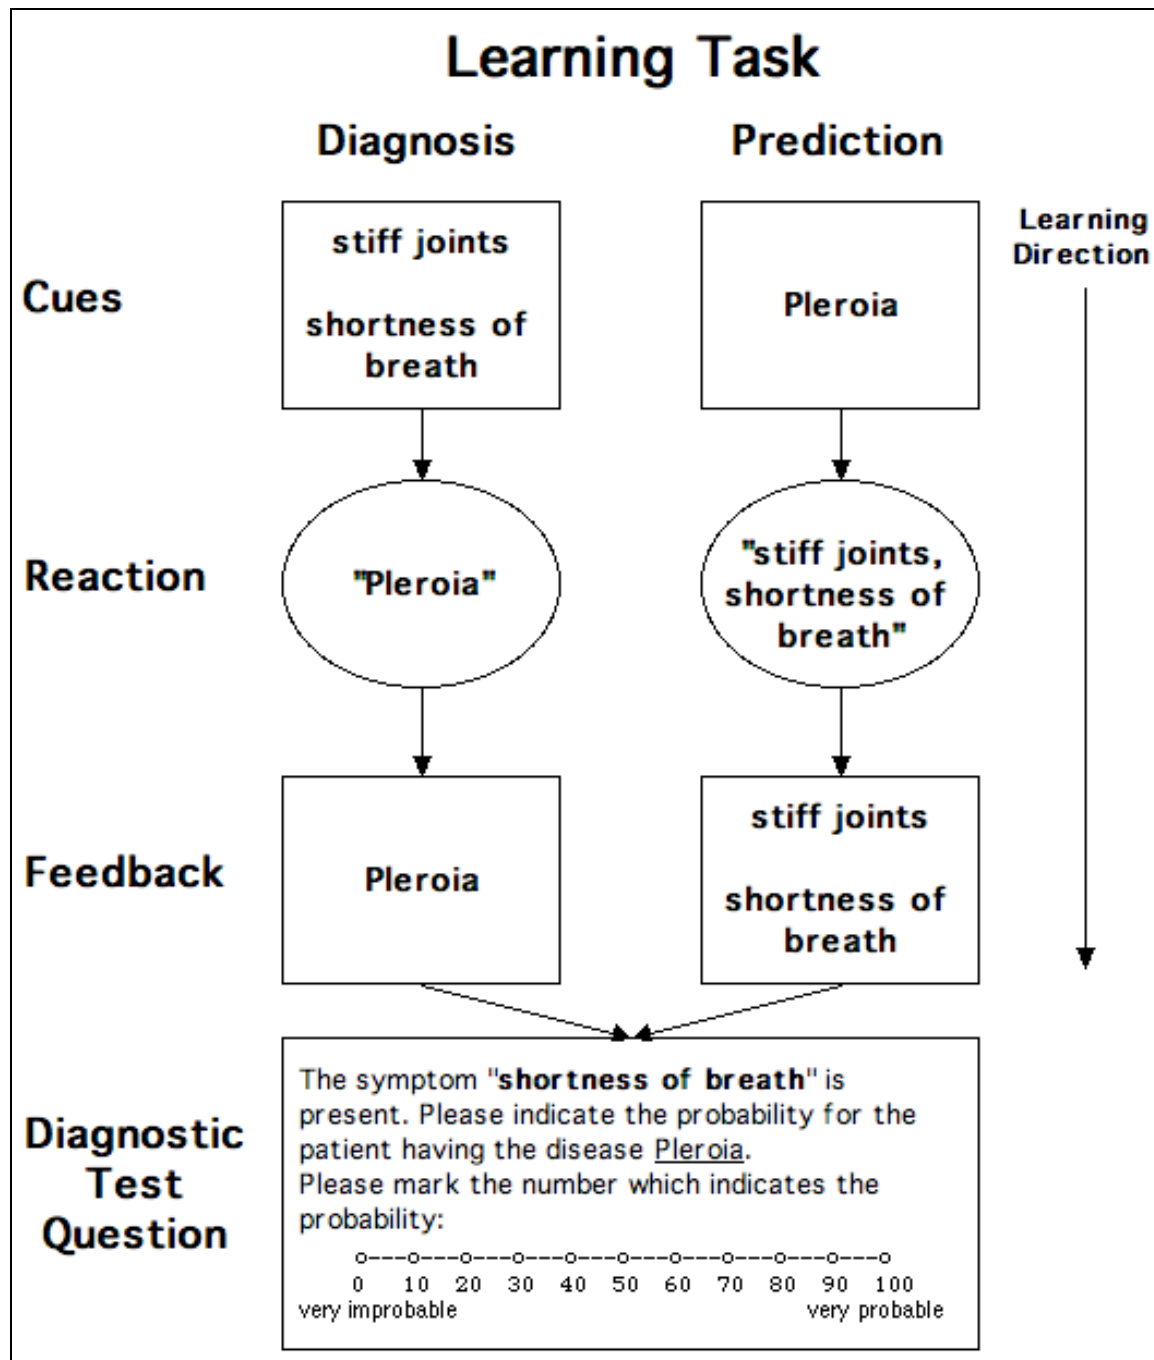 Learning Task
Diagnosis
Prediction
Learning
Direction
Cues
stiff joints
shortness of
breath
Pleroia
Reaction
"Pleroia"
"stiff joints,
shortness of
breath"
Feedback
Pleroia
stiff joints
shortness of
breath
Diagnostic
Test
Question
The symptom "shortness of breath" is
present. Please indicate the probability for the
patient having the disease Pleroia.
Please mark the number which indicates the
probability:
o---o---o---o---o---o---o---o---o---o---o
0 10 20 30 40 50 60 70 80 90 100
very improbable very probable